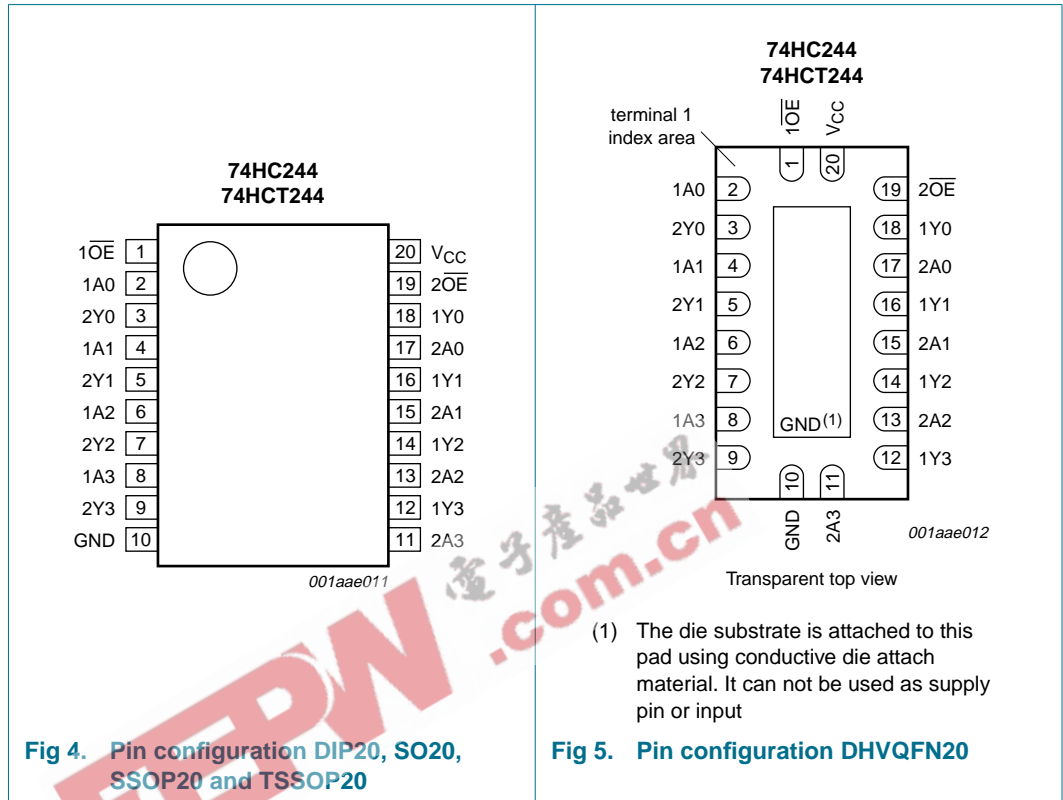 74HC244
74HCT244
1OE 1
1A0 2
2Y0 3
1A1 4
2Y1 5
1A2 6
2Y2 7
1A3 8
2Y3 9
GND 10
20 VCC
19 2OE
18 1Y0
17 2A0
16 1Y1
15 2A1
14 1Y2
13 2A2
12 1Y3
11 2A3
001aae011
Fig 4. Pin configuration DIP20, SO20,
SSOP20 and TSSOP20
74HC244
74HCT244
terminal 1
index area
1OE
VCC
1
20
1A0 2
2Y0 3
1A1 4
2Y1 5
1A2 6
2Y2 7
1A3 8
2Y3 9
19 2OE
18 1Y0
17 2A0
16 1Y1
15 2A1
14 1Y2
13 2A2
12 1Y3
GND(1)
10
11
GND
2A3
001aae012
Transparent top view
(1) The die substrate is attached to this
pad using conductive die attach
material. It can not be used as supply
pin or input
Fig 5. Pin configuration DHVQFN20
EEPW
.com.cn
電子產品世界